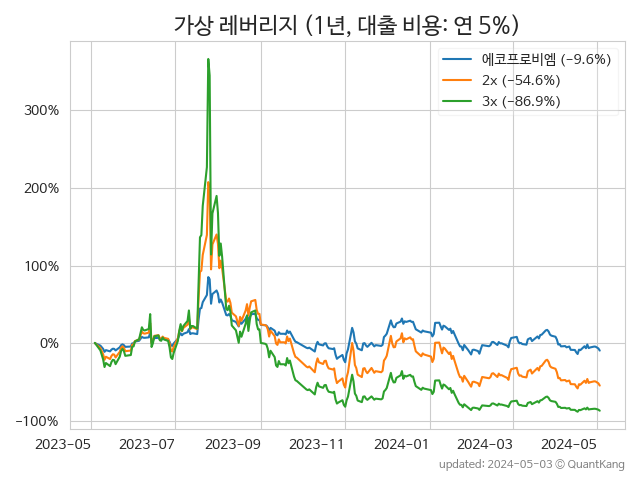 가상 레버리지 (1년, 대출 비용: 연 5%)
에코프로비엠 (−9.6%)
2x (−54.6%)
3x (−86.9%)
300%
200%
100%
0%
−100%
2023-05 2023-07 2023-09 2023-11 2024-01 2024-03 2024-05
updated: 2024-05-03 © QuantKang